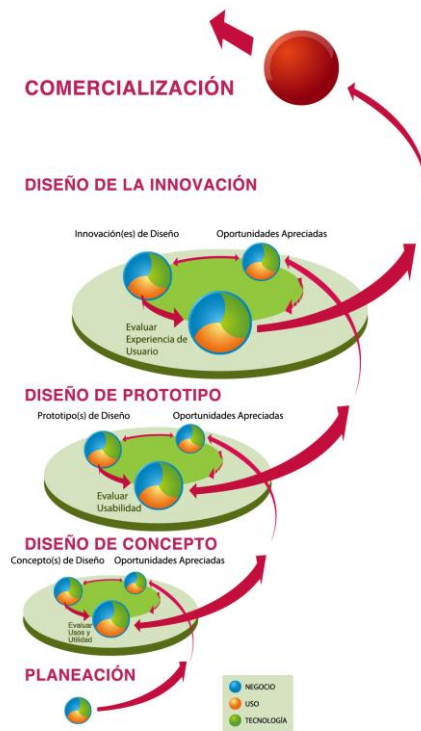 COMERCIALIZACIÓN
DISEÑO DE LA INNOVACIÓN
Innovación(es) de Diseño
Oportunidades Apreciadas
Evaluar
Experiencia de
Usuario
DISEÑO DE PROTOTIPO
Prototipo(s) de Diseño
Oportunidades Apreciadas
Evaluar
Usabilidad
DISEÑO DE CONCEPTO
Concepto(s) de Diseño
Oportunidades Apreciadas
Evaluar
Usos y
Utilidad
PLANEACIÓN
NEGOCIO
USO
TECNOLOGÍA